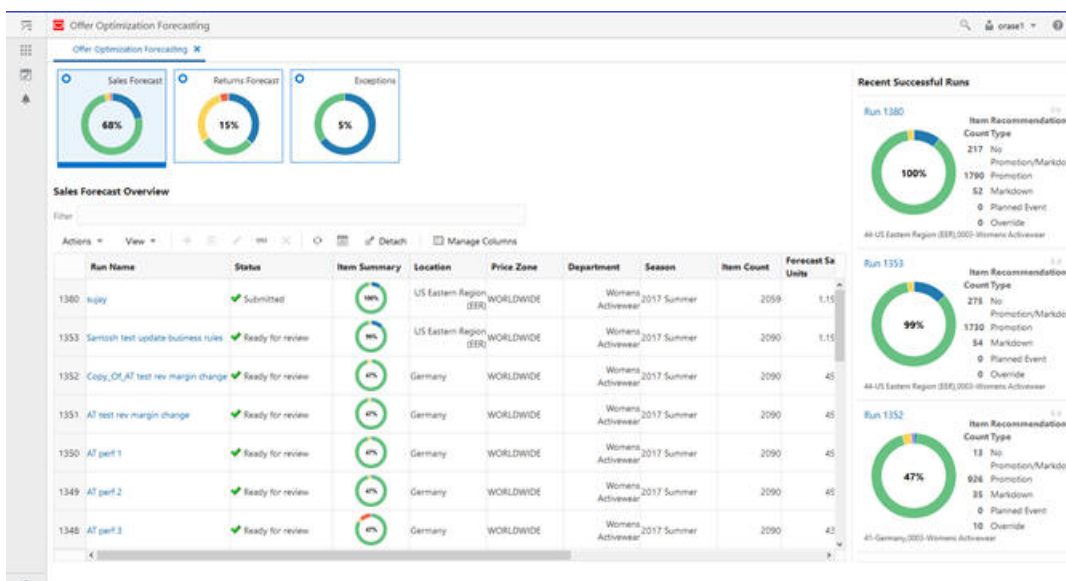 Offer Optimization Forecasting
orase1
Offer Optimization Forecasting
Sales Forecast
68%
Returns Forecast
15%
Exceptions
5%
Sales Forecast Overview
Filter
Actions View Detach Manage Columns
Run Name Status Item Summary Location Price Zone Department Season Item Count Forecast Sa
Units
1380 sujay Submitted 100% US Eastern Region (EER) WORLDWIDE Womens Activewear 2017 Summer 2059 1.15
1353 Santosh test update business rules Ready for review 99% US Eastern Region (EER) WORLDWIDE Womens Activewear 2017 Summer 2090 1.15
1352 Copy_Of_AT test rev margin change Ready for review 47% Germany WORLDWIDE Womens Activewear 2017 Summer 2090 45
1351 AT test rev margin change Ready for review 47% Germany WORLDWIDE Womens Activewear 2017 Summer 2090 45
1350 AT perf 1 Ready for review 47% Germany WORLDWIDE Womens Activewear 2017 Summer 2090 45
1349 AT perf 2 Ready for review 47% Germany WORLDWIDE Womens Activewear 2017 Summer 2090 45
1348 AT perf 3 Ready for review 47% Germany WORLDWIDE Womens Activewear 2017 Summer 2090 43
Recent Successful Runs
Run 1380
100%
Item Recommendation
Count Type
217 No
Promotion/Markdo
1790 Promotion
52 Markdown
0 Planned Event
0 Override
44-US Eastern Region (EER),0003-Womens Activewear
Run 1353
99%
Item Recommendation
Count Type
275 No
Promotion/Markdo
1730 Promotion
54 Markdown
0 Planned Event
0 Override
44-US Eastern Region (EER),0003-Womens Activewear
Run 1352
47%
Item Recommendation
Count Type
13 No
Promotion/Markdo
926 Promotion
35 Markdown
0 Planned Event
10 Override
41-Germany,0003-Womens Activewear